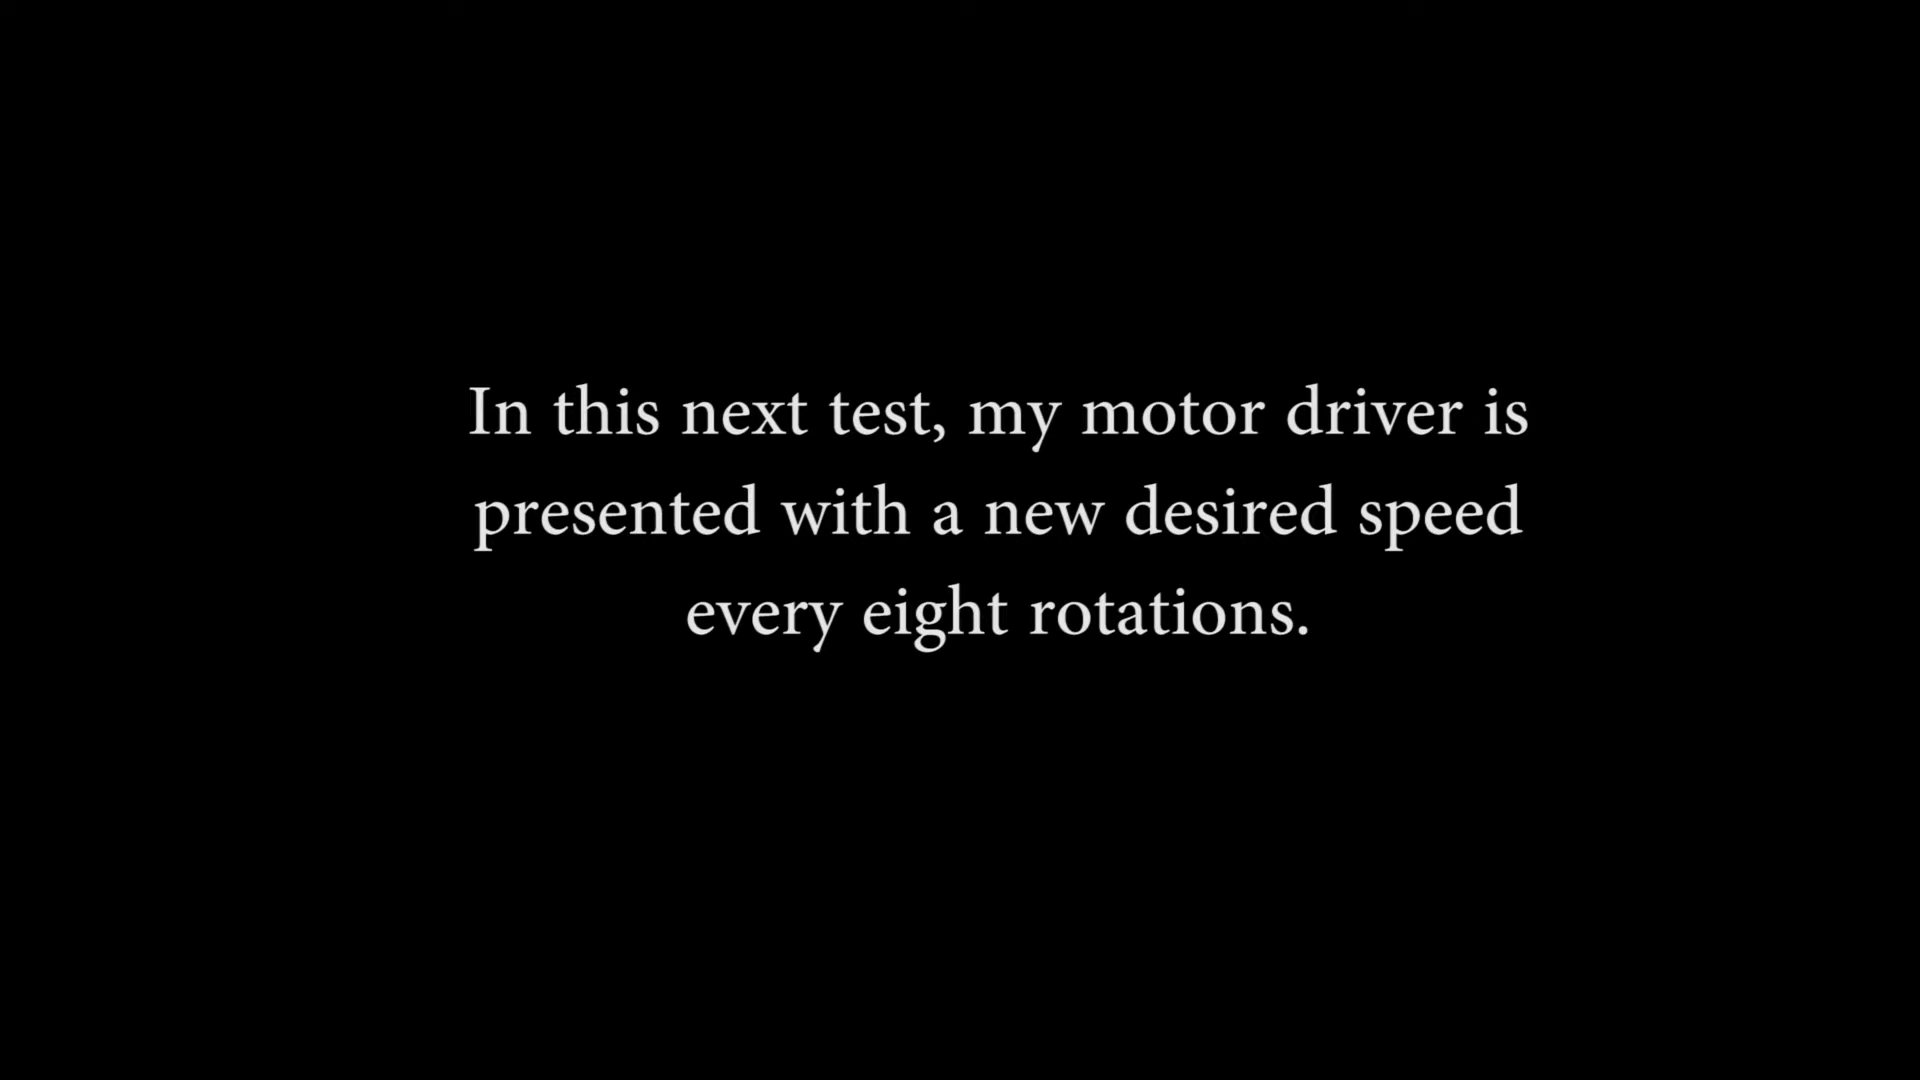 In this next test, my motor driver is
presented with a new desired speed
every eight rotations.